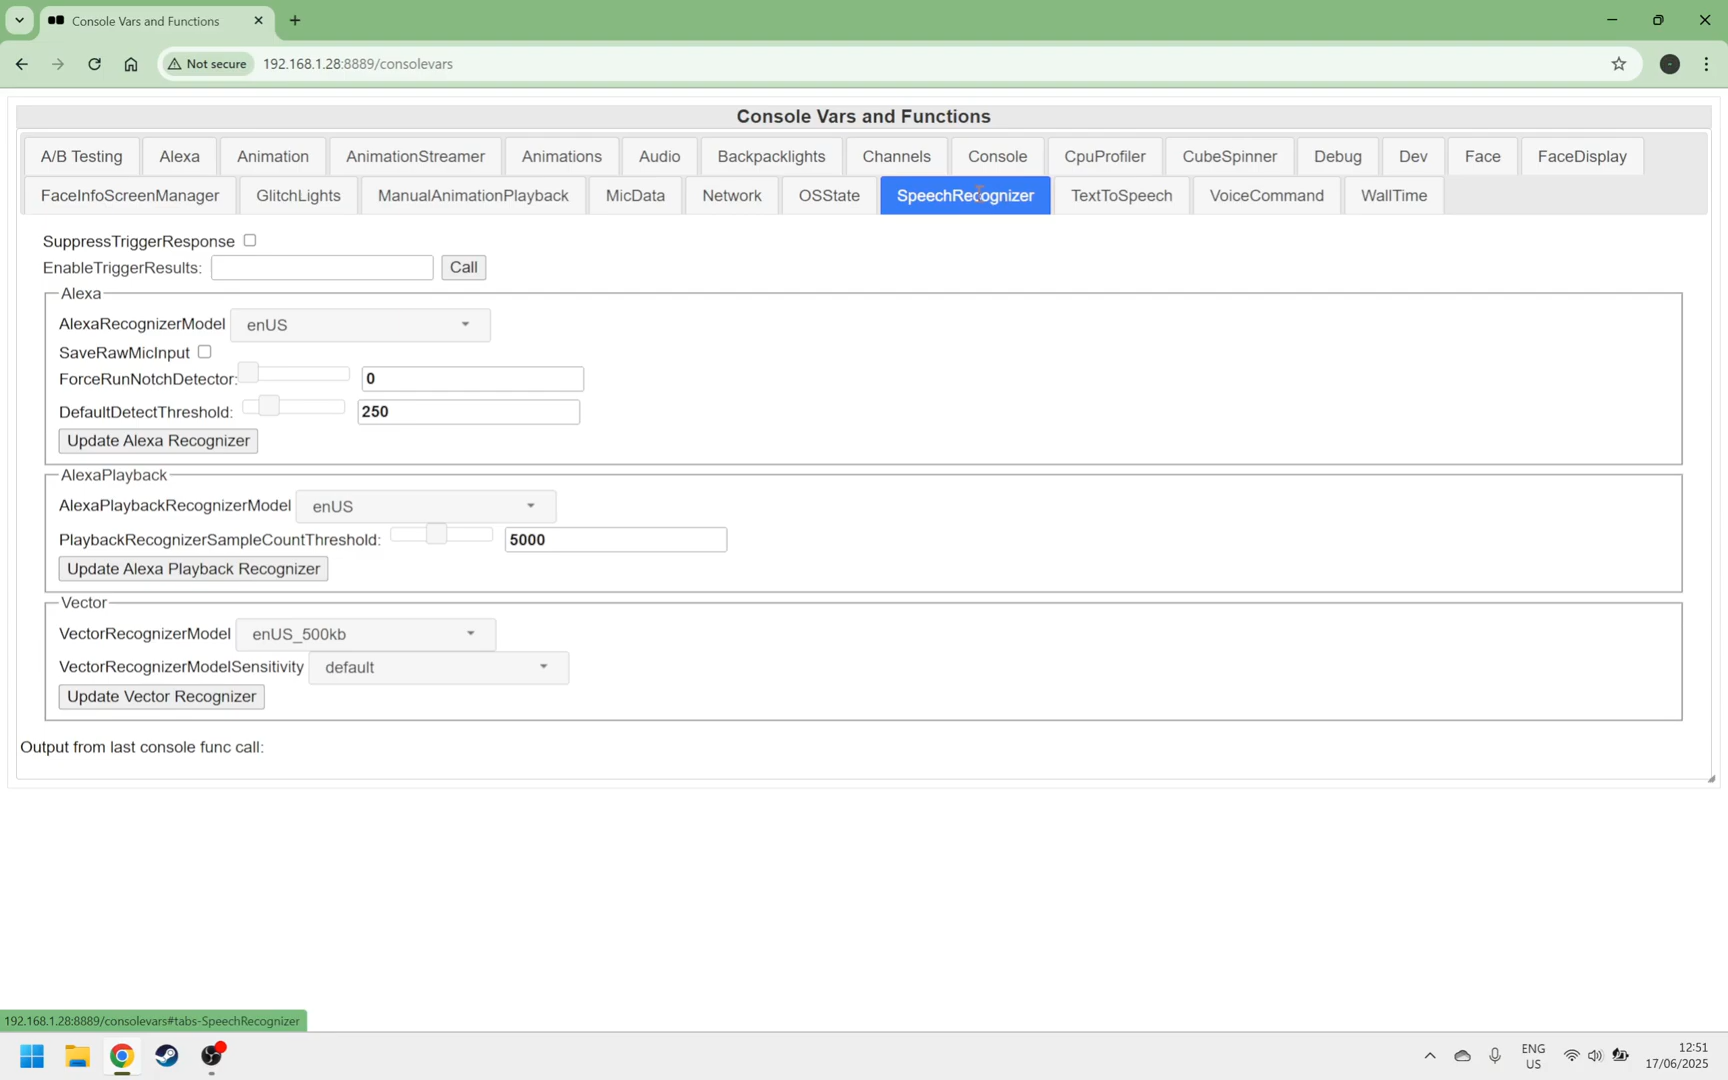 Console Vars and Functions
Not secure 192.168.1.28:8889/consolevars
Console Vars and Functions
A/B Testing Alexa Animation AnimationStreamer Animations Audio Backpacklights Channels Console CpuProfiler CubeSpinner Debug Dev Face FaceDisplay
FaceInfoScreenManager GlitchLights ManualAnimationPlayback MicData Network OSState SpeechRecognizer TextToSpeech VoiceCommand WallTime
SuppressTriggerResponse
EnableTriggerResults: Call
Alexa
AlexaRecognizerModel enUS
SaveRawMicInput
ForceRunNotchDetector: 0
DefaultDetectThreshold: 250
Update Alexa Recognizer
AlexaPlayback
AlexaPlaybackRecognizerModel enUS
PlaybackRecognizerSampleCountThreshold: 5000
Update Alexa Playback Recognizer
Vector
VectorRecognizerModel enUS_500kb
VectorRecognizerModelSensitivity default
Update Vector Recognizer
Output from last console func call:
192.168.1.28:8889/consolevars#tabs-SpeechRecognizer
ENG
US
12:51
17/06/2025